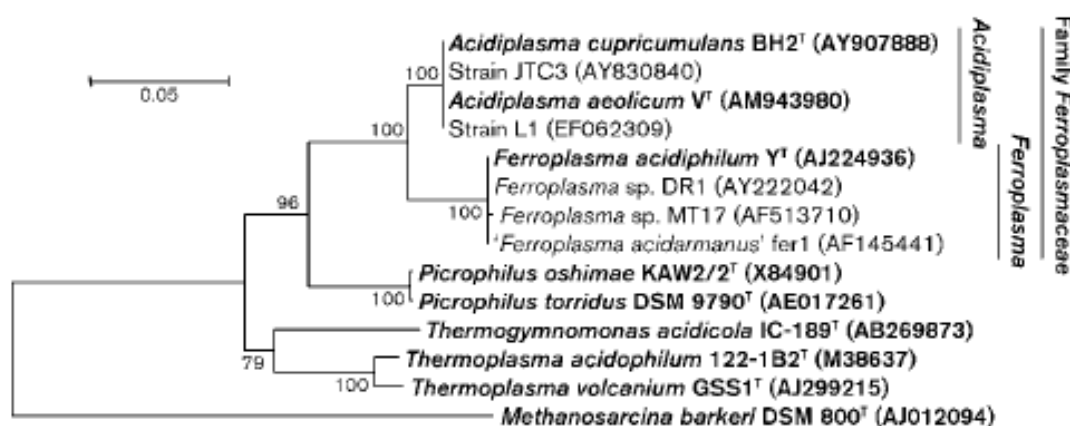 Acidiplasma cupricumulans BH2ᵀ (AY907888)
100
Strain JTC3 (AY830840)
0.05
Acidiplasma aeolicum Vᵀ (AM943980)
100
Strain L1 (EF062309)
Acidiplasma
Ferroplasma acidiphilum Yᵀ (AJ224936)
Ferroplasma sp. DR1 (AY222042)
96
100
Ferroplasma sp. MT17 (AF513710)
'Ferroplasma acidarmanus' fer1 (AF145441)
Ferroplasma
Family Ferroplasmaceae
Picrophilus oshimae KAW2/2ᵀ (X84901)
100
Picrophilus torridus DSM 9790ᵀ (AE017261)
Thermogymnomonas acidicola IC-189ᵀ (AB269873)
79
Thermoplasma acidophilum 122-1B2ᵀ (M38637)
100
Thermoplasma volcanium GSS1ᵀ (AJ299215)
Methanosarcina barkeri DSM 800ᵀ (AJ012094)